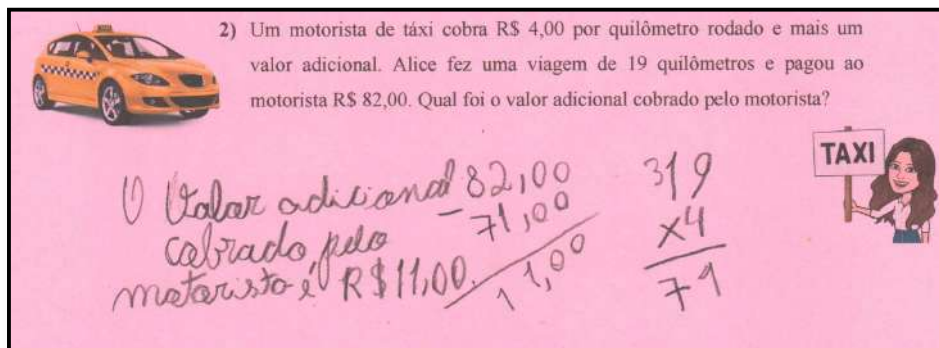 2) Um motorista de táxi cobra R$ 4,00 por quilômetro rodado e mais um
valor adicional. Alice fez uma viagem de 19 quilômetros e pagou ao
motorista R$ 82,00. Qual foi o valor adicional cobrado pelo motorista?
TAXI
O Valor adicional
cobrado pelo
motorista é R$11,00.
82,00
- 71,00
11,00
319
x4
71